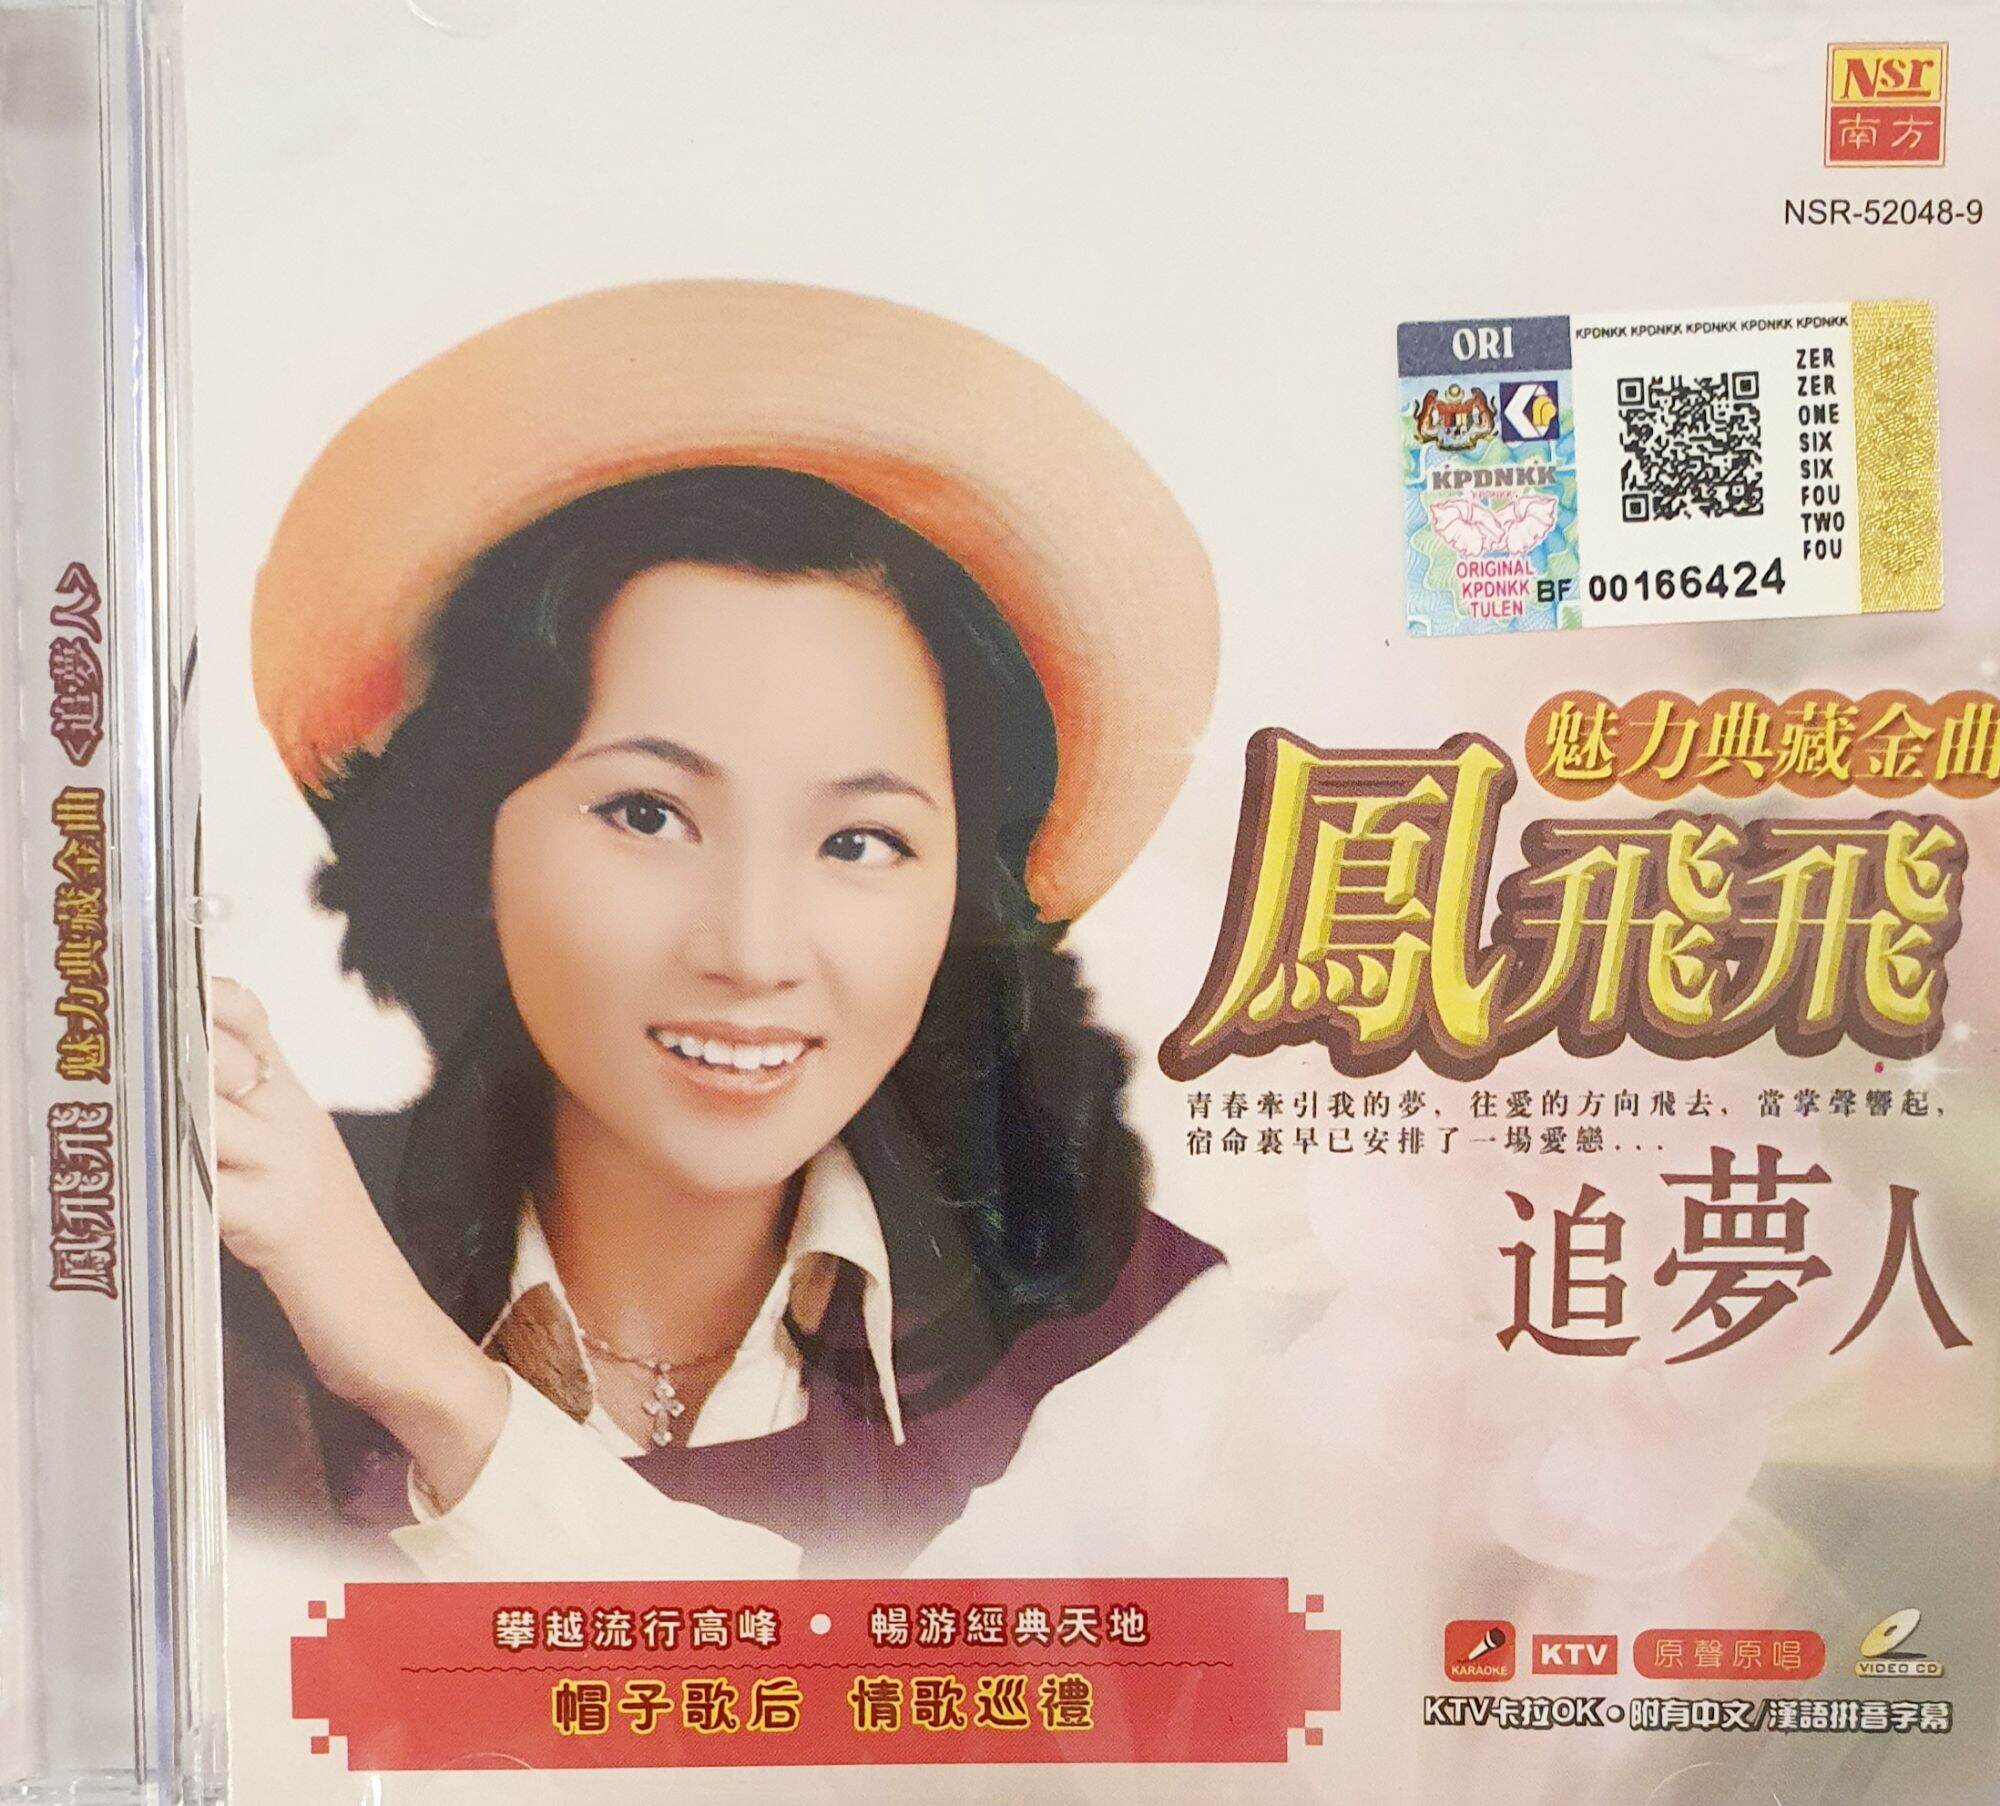 Nsr
南方
NSR-52048-9
ORI
KPDNKK KPDNKK KPDNKK KPDNKK KPDNKK
ZER
ZER
ONE
SIX
SIX
FOU
TWO
FOU
KPDNKK
KPDNKK
ORIGINAL
KPDNKK
TULEN
BF 00166424
魅力典藏金曲
鳳飛飛
青春牽引我的夢，往愛的方向飛去，當掌聲響起，
宿命裏早已安排了一場愛戀...
追夢人
鳳飛飛 魅力典藏金曲 <追夢人>
攀越流行高峰 • 暢游經典天地
帽子歌后 情歌巡禮
KARAOKE
KTV
原聲原唱
VIDEO CD
KTV卡拉OK•附有中文/漢語拼音字幕